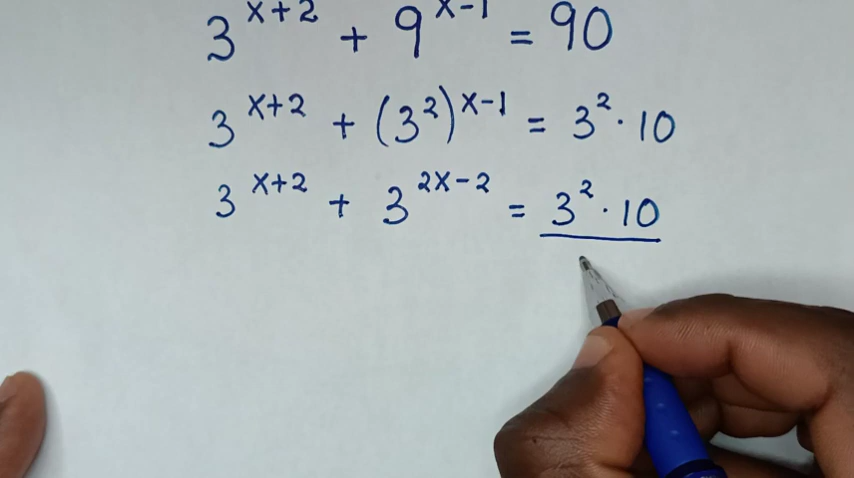 3^{x+2} + 9^{x-1} = 90
3^{x+2} + (3^2)^{x-1} = 3^2 · 10
3^{x+2} + 3^{2x-2} = 3^2 · 10